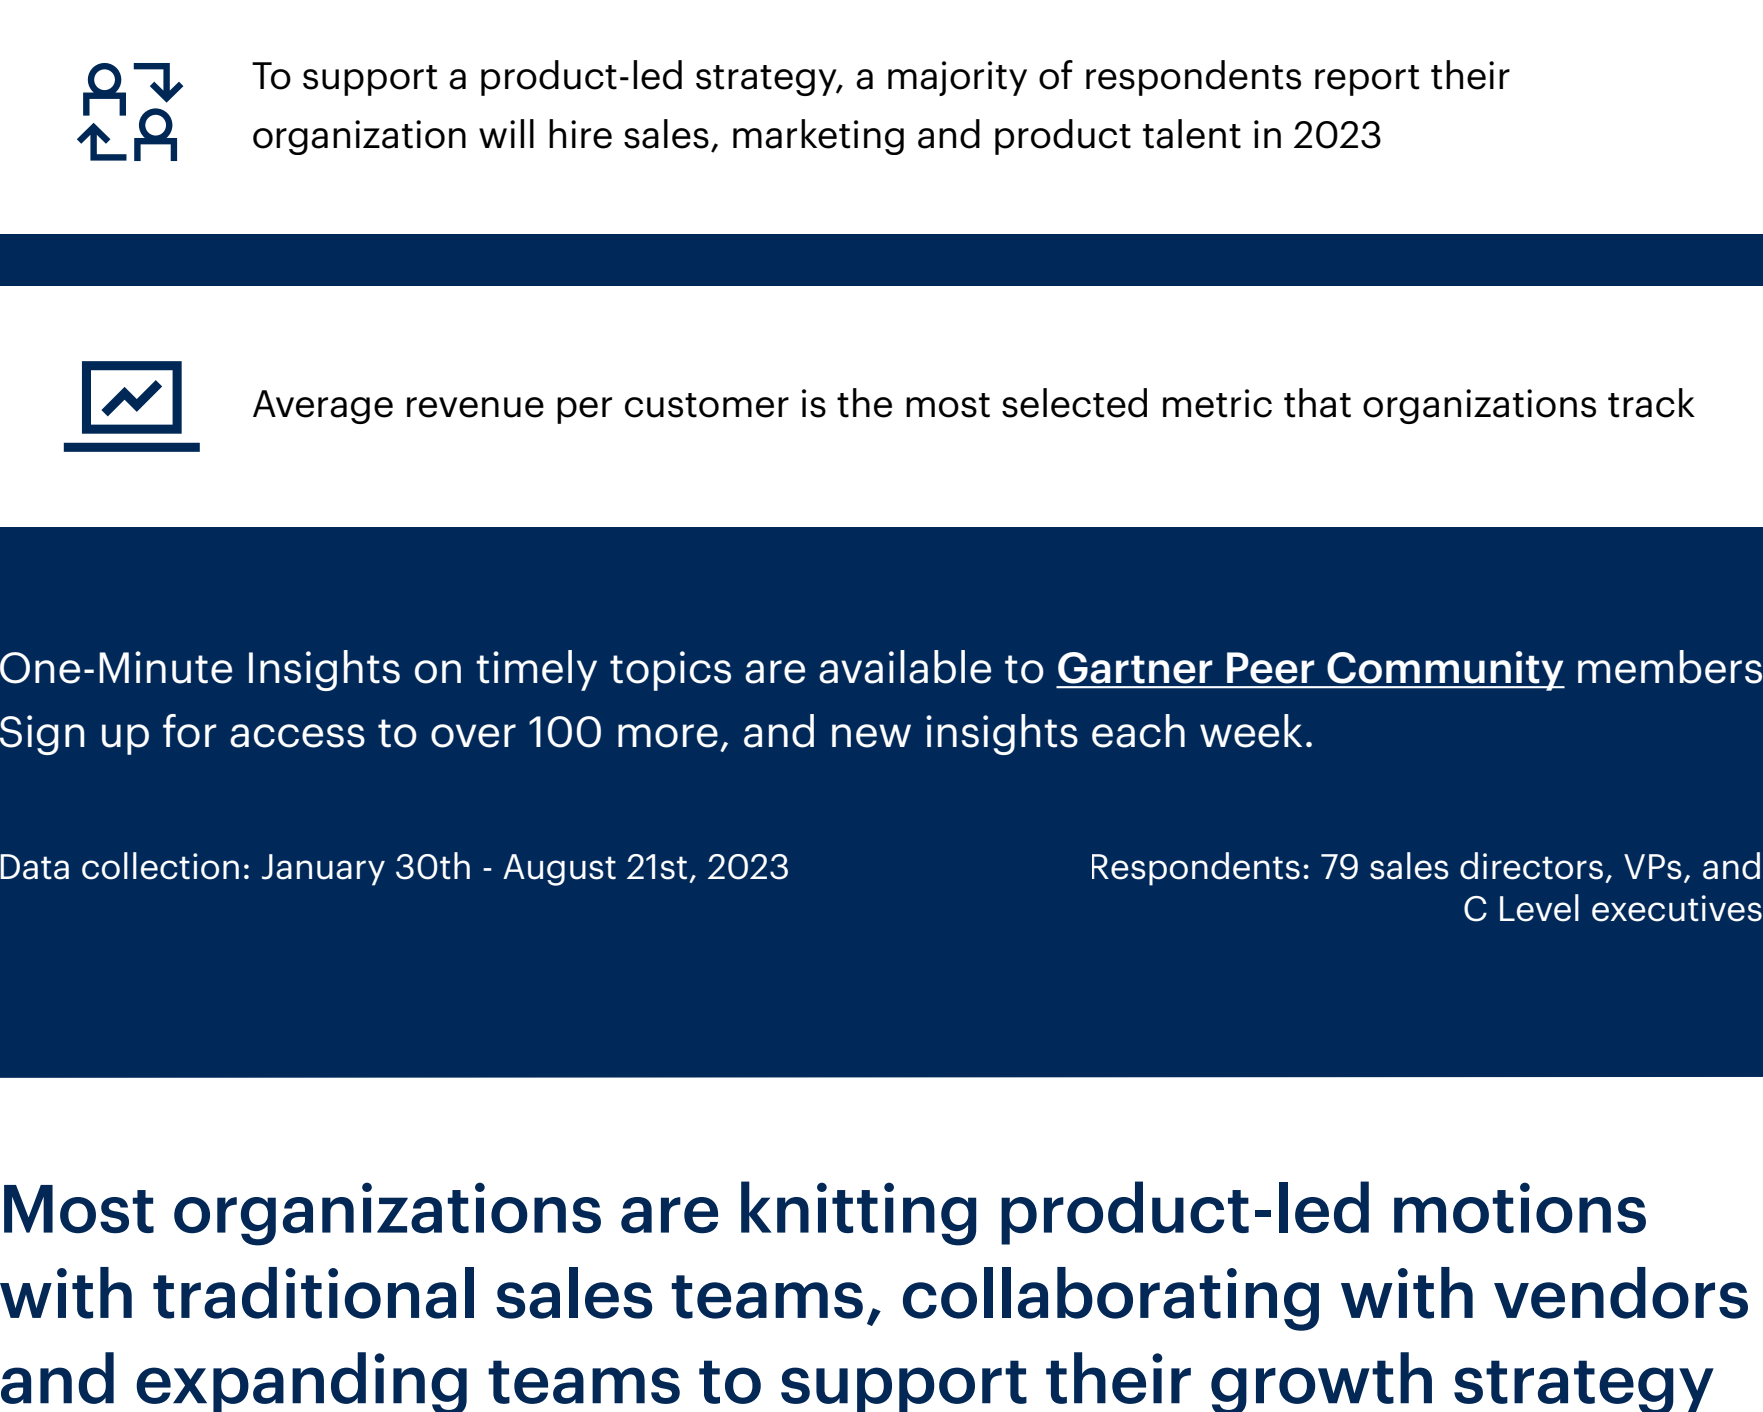 To support a product-led strategy, a majority of respondents report their
organization will hire sales, marketing and product talent in 2023
Average revenue per customer is the most selected metric that organizations track
One-Minute Insights on timely topics are available to Gartner Peer Community members
Sign up for access to over 100 more, and new insights each week.
Data collection: January 30th - August 21st, 2023
Respondents: 79 sales directors, VPs, and
C Level executives
Most organizations are knitting product-led motions
with traditional sales teams, collaborating with vendors
and expanding teams to support their growth strategy